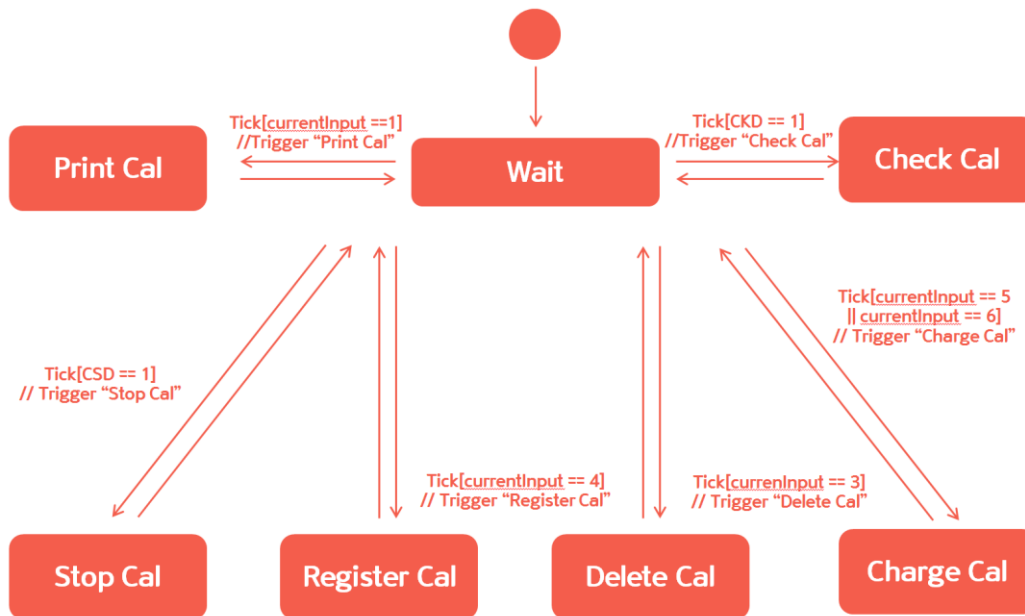 Tick[currentInput ==1]
//Trigger “Print Cal”
Tick[CKD == 1]
//Trigger “Check Cal”
Print Cal
Wait
Check Cal
Tick[currentInput == 5
|| currentInput == 6]
// Trigger “Charge Cal”
Tick[CSD == 1]
// Trigger “Stop Cal”
Tick[currentInput == 4]
// Trigger “Register Cal”
Tick[currenInput == 3]
// Trigger “Delete Cal”
Stop Cal
Register Cal
Delete Cal
Charge Cal